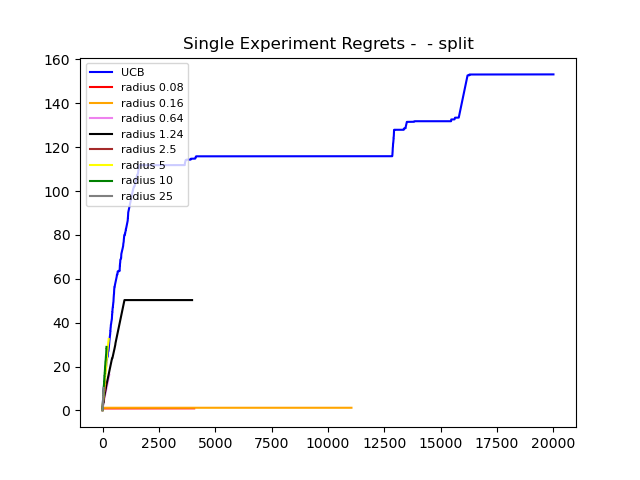 Single Experiment Regrets -  - split
160
140
120
100
80
60
40
20
0
UCB
radius 0.08
radius 0.16
radius 0.64
radius 1.24
radius 2.5
radius 5
radius 10
radius 25
0 2500 5000 7500 10000 12500 15000 17500 20000